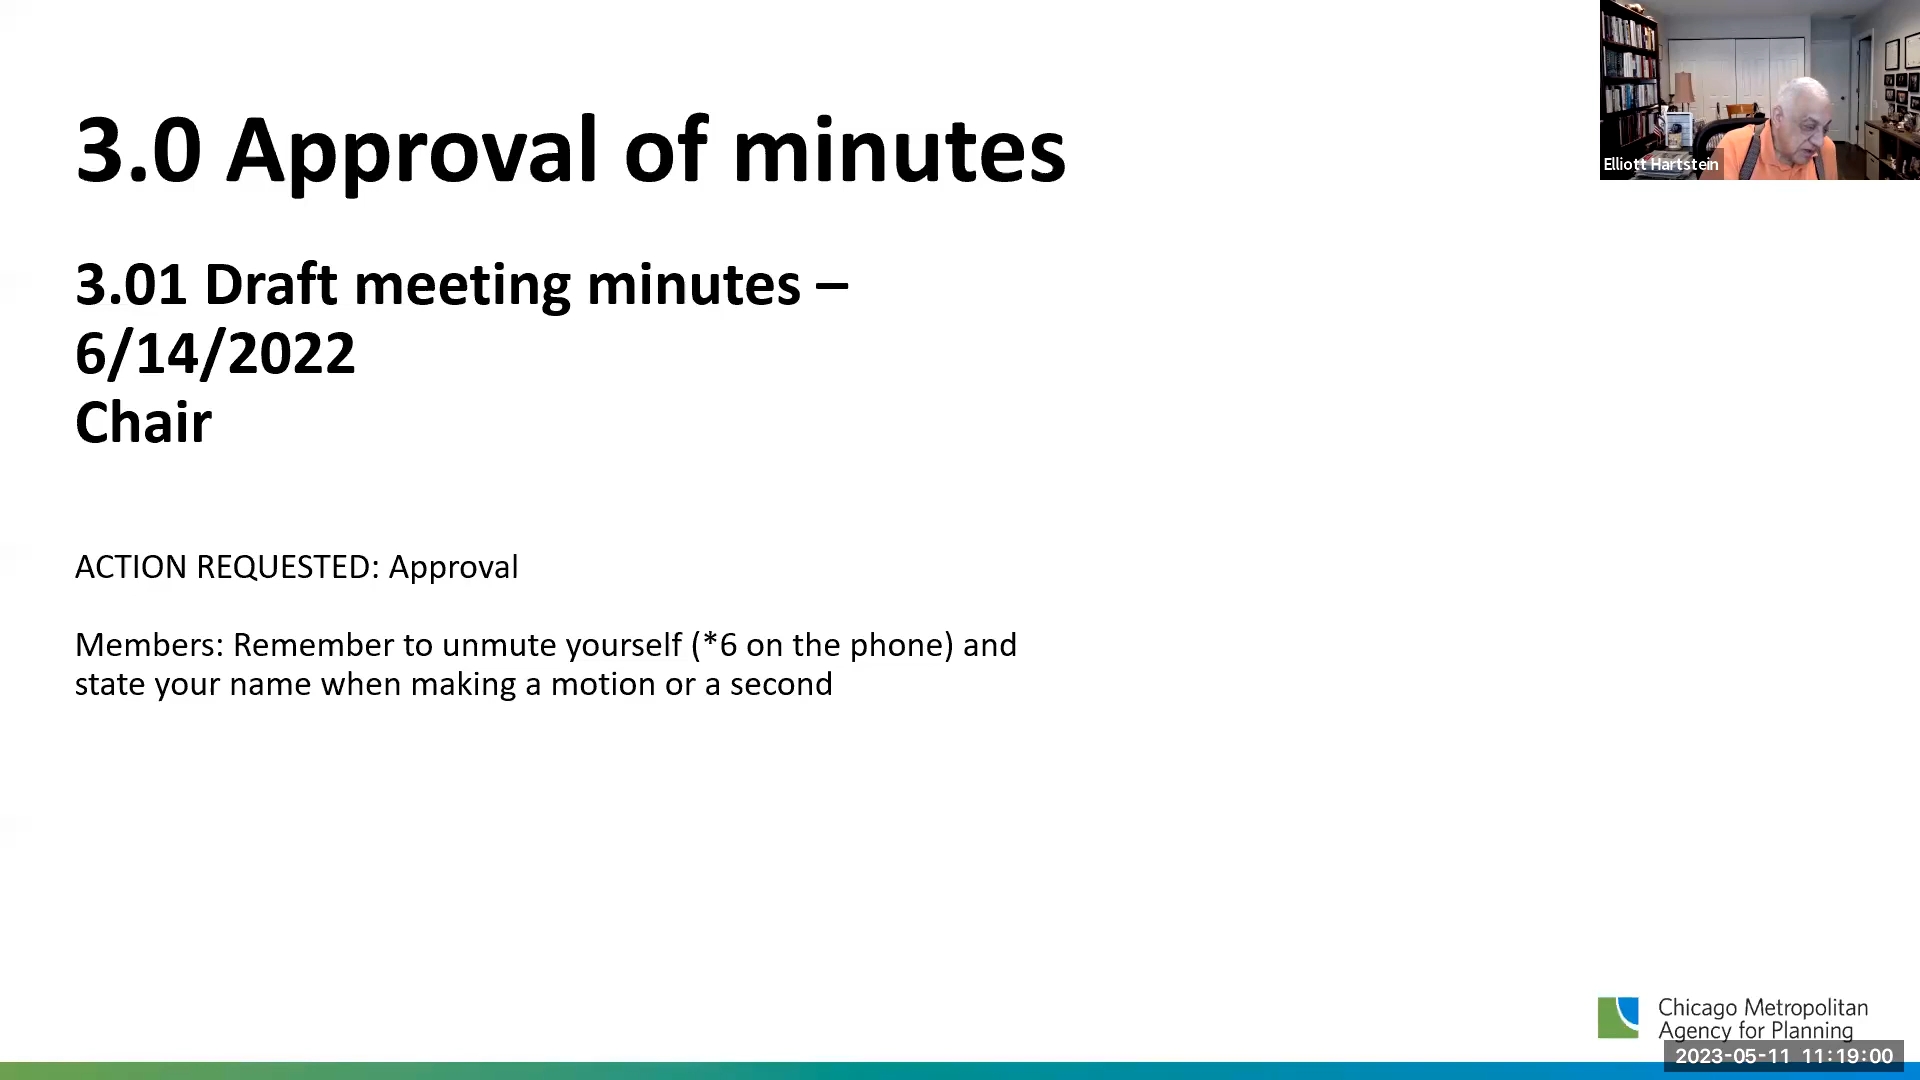 3.0 Approval of minutes
3.01 Draft meeting minutes –
6/14/2022
Chair
ACTION REQUESTED: Approval
Members: Remember to unmute yourself (*6 on the phone) and
state your name when making a motion or a second
Elliott Hartstein
Chicago Metropolitan
Agency for Planning
2023-05-11 11:19:00